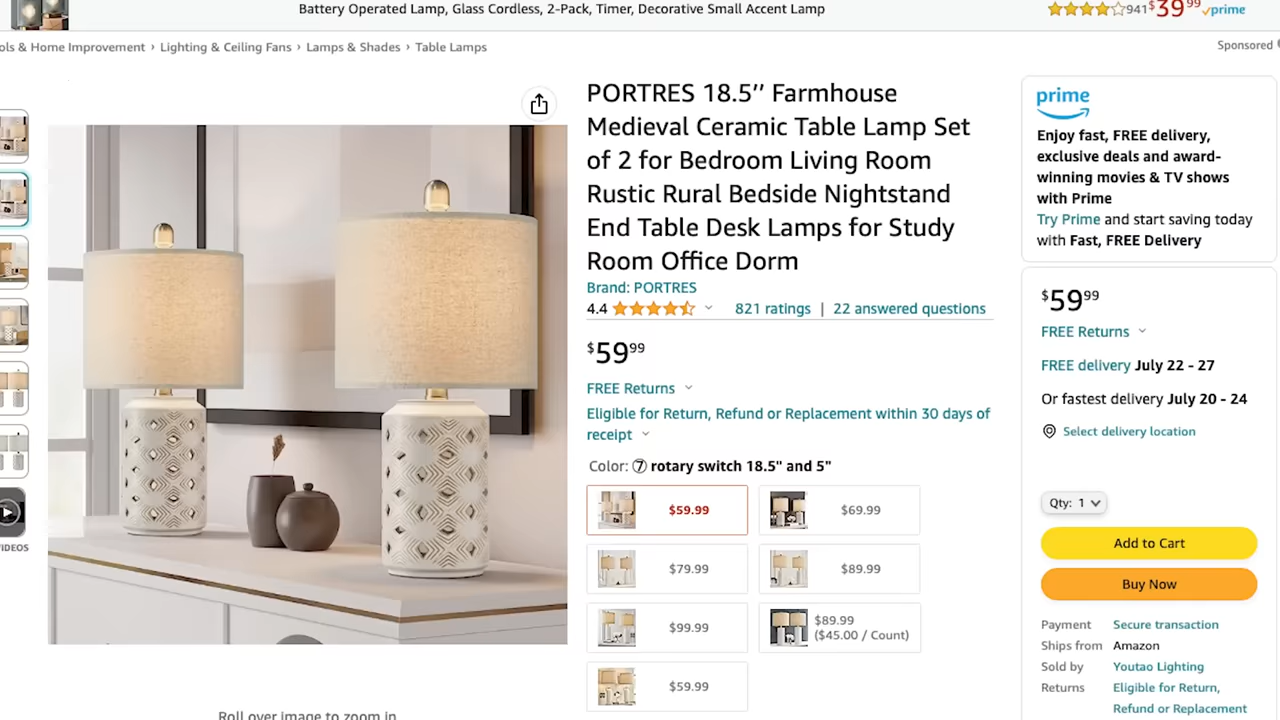 Battery Operated Lamp, Glass Cordless, 2-Pack, Timer, Decorative Small Accent Lamp
941 $39 99 prime
ols & Home Improvement › Lighting & Ceiling Fans › Lamps & Shades › Table Lamps
Sponsored
PORTRES 18.5′′ Farmhouse
Medieval Ceramic Table Lamp Set
of 2 for Bedroom Living Room
Rustic Rural Bedside Nightstand
End Table Desk Lamps for Study
Room Office Dorm
Brand: PORTRES
4.4 821 ratings | 22 answered questions
$59 99
FREE Returns
Eligible for Return, Refund or Replacement within 30 days of
receipt
Color: ⑦ rotary switch 18.5" and 5"
$59.99 $69.99
$79.99 $89.99
$99.99 $89.99
($45.00 / Count)
$59.99
VIDEOS
Roll over image to zoom in
prime
Enjoy fast, FREE delivery,
exclusive deals and award-
winning movies & TV shows
with Prime
Try Prime and start saving today
with Fast, FREE Delivery
$59 99
FREE Returns
FREE delivery July 22 - 27
Or fastest delivery July 20 - 24
Select delivery location
Qty: 1
Add to Cart
Buy Now
Payment Secure transaction
Ships from Amazon
Sold by Youtao Lighting
Returns Eligible for Return,
Refund or Replacement